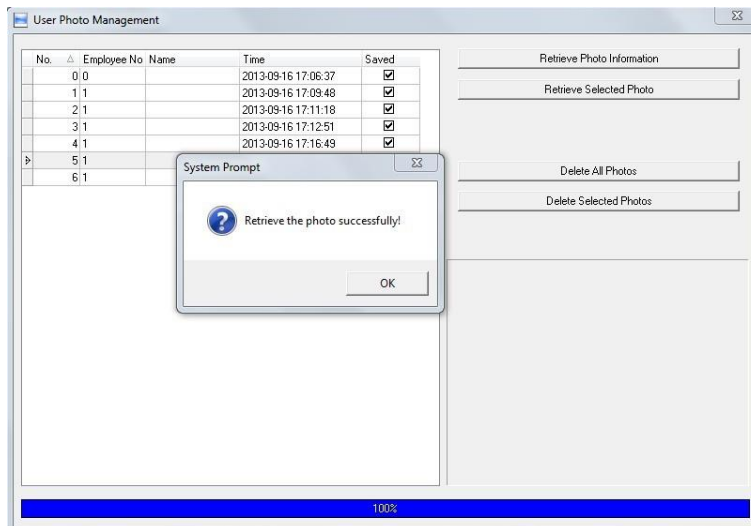 User Photo Management
No. Employee No Name Time Saved
0 0 2013-09-16 17:06:37
1 1 2013-09-16 17:09:48
2 1 2013-09-16 17:11:18
3 1 2013-09-16 17:12:51
4 1 2013-09-16 17:16:49
5 1
6 1
Retrieve Photo Information
Retrieve Selected Photo
Delete All Photos
Delete Selected Photos
System Prompt
Retrieve the photo successfully!
OK
100%